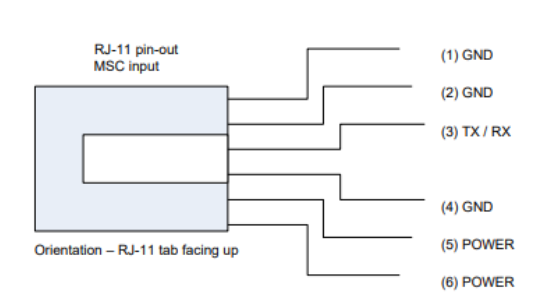 RJ-11 pin-out
MSC input
(1) GND
(2) GND
(3) TX / RX
(4) GND
(5) POWER
(6) POWER
Orientation – RJ-11 tab facing up